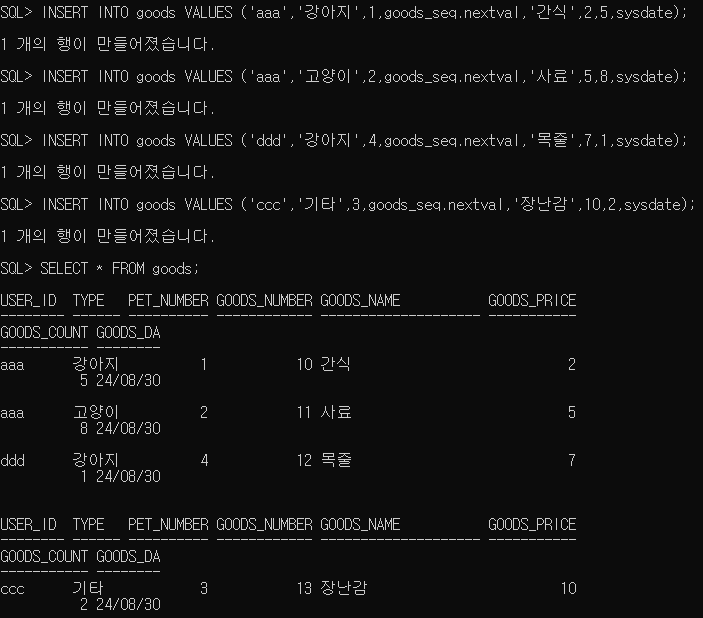 SQL> INSERT INTO goods VALUES ('aaa','강아지',1,goods_seq.nextval,'간식',2,5,sysdate);
1 개의 행이 만들어졌습니다.
SQL> INSERT INTO goods VALUES ('aaa','고양이',2,goods_seq.nextval,'사료',5,8,sysdate);
1 개의 행이 만들어졌습니다.
SQL> INSERT INTO goods VALUES ('ddd','강아지',4,goods_seq.nextval,'목줄',7,1,sysdate);
1 개의 행이 만들어졌습니다.
SQL> INSERT INTO goods VALUES ('ccc','기타',3,goods_seq.nextval,'장난감',10,2,sysdate);
1 개의 행이 만들어졌습니다.
SQL> SELECT * FROM goods;
USER_ID  TYPE   PET_NUMBER GOODS_NUMBER GOODS_NAME           GOODS_PRICE
-------- ------ ---------- ------------ -------------------- -----------
GOODS_COUNT GOODS_DA
----------- --------
aaa      강아지          1           10 간식                           2
          5 24/08/30
aaa      고양이          2           11 사료                           5
          8 24/08/30
ddd      강아지          4           12 목줄                           7
          1 24/08/30
USER_ID  TYPE   PET_NUMBER GOODS_NUMBER GOODS_NAME           GOODS_PRICE
-------- ------ ---------- ------------ -------------------- -----------
GOODS_COUNT GOODS_DA
----------- --------
ccc      기타            3           13 장난감                        10
          2 24/08/30